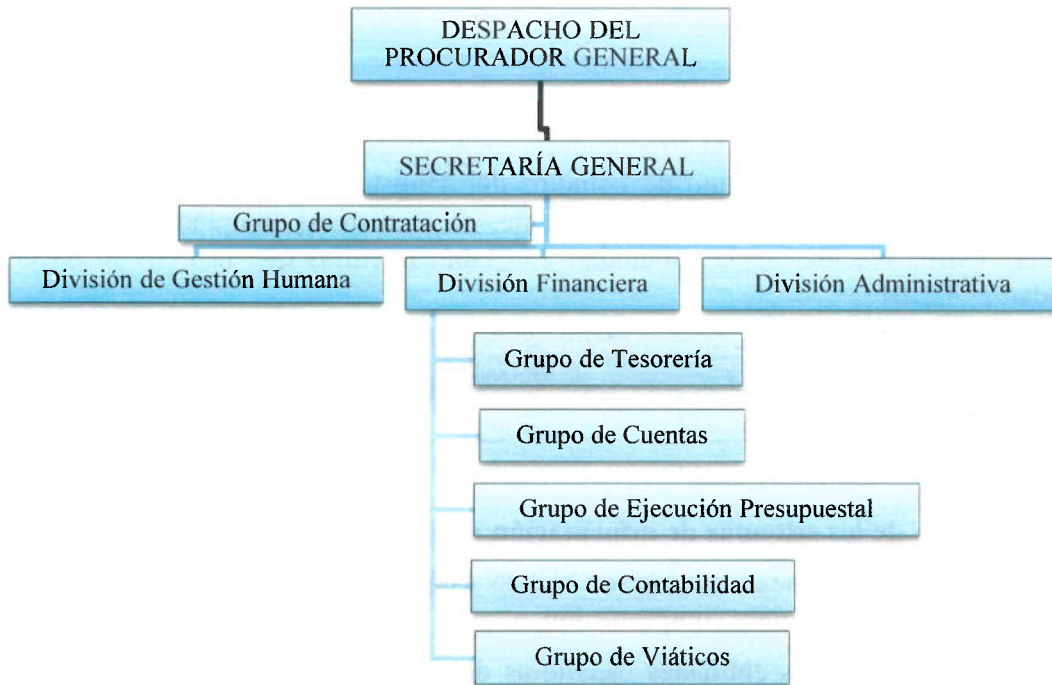 DESPACHO DEL
PROCURADOR GENERAL
SECRETARÍA GENERAL
Grupo de Contratación
División de Gestión Humana
División Financiera
División Administrativa
Grupo de Tesorería
Grupo de Cuentas
Grupo de Ejecución Presupuestal
Grupo de Contabilidad
Grupo de Viáticos